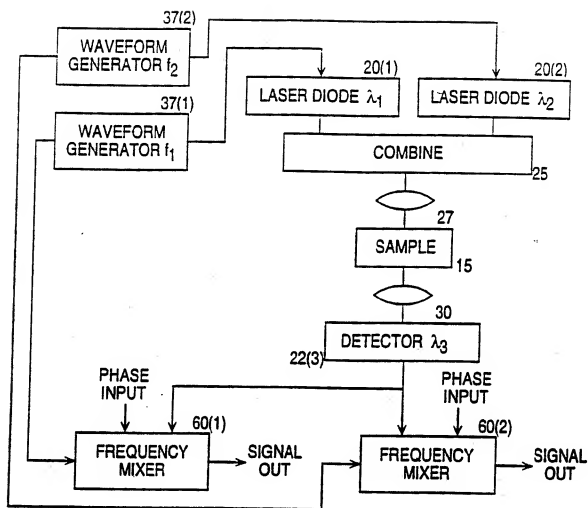 37(2)
WAVEFORM
GENERATOR f2
37(1)
WAVEFORM
GENERATOR f1
20(1)
LASER DIODE λ1
20(2)
LASER DIODE λ2
COMBINE
25
27
SAMPLE
15
30
DETECTOR λ3
22(3)
PHASE
INPUT
60(1)
FREQUENCY
MIXER
SIGNAL
OUT
PHASE
INPUT
60(2)
FREQUENCY
MIXER
SIGNAL
OUT